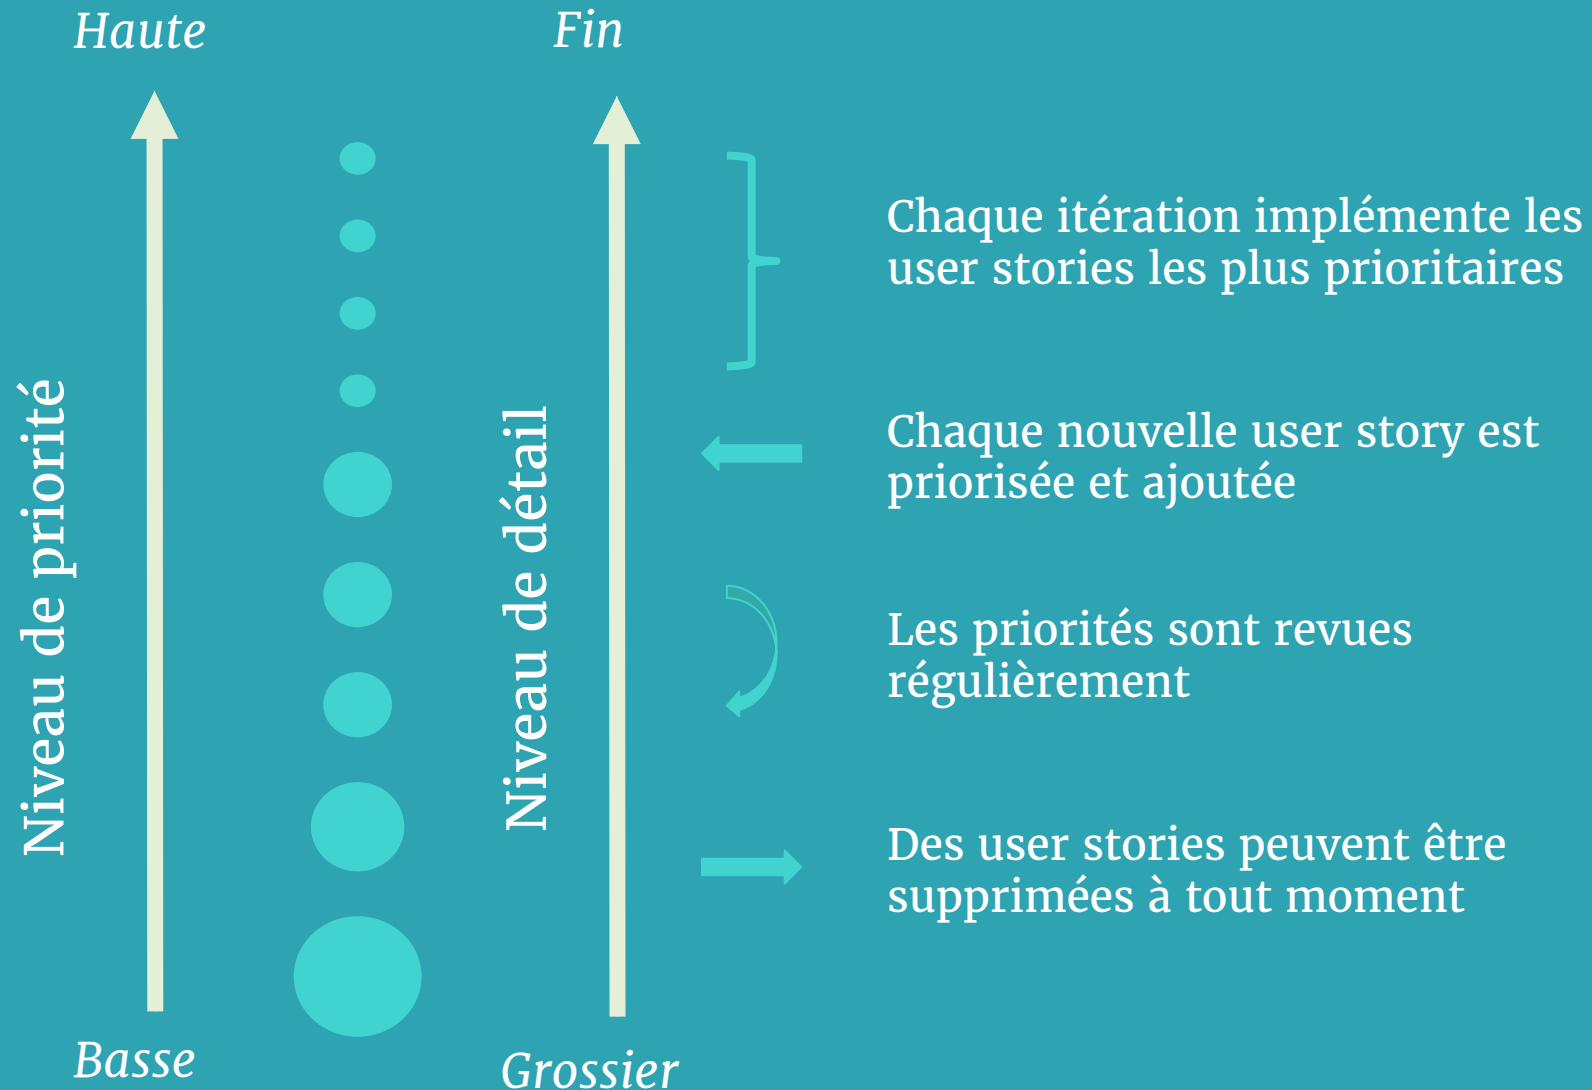 Haute
Fin
Niveau de priorité
Niveau de détail
Chaque itération implémente les
user stories les plus prioritaires
Chaque nouvelle user story est
priorisée et ajoutée
Les priorités sont revues
régulièrement
Des user stories peuvent être
supprimées à tout moment
Basse
Grossier